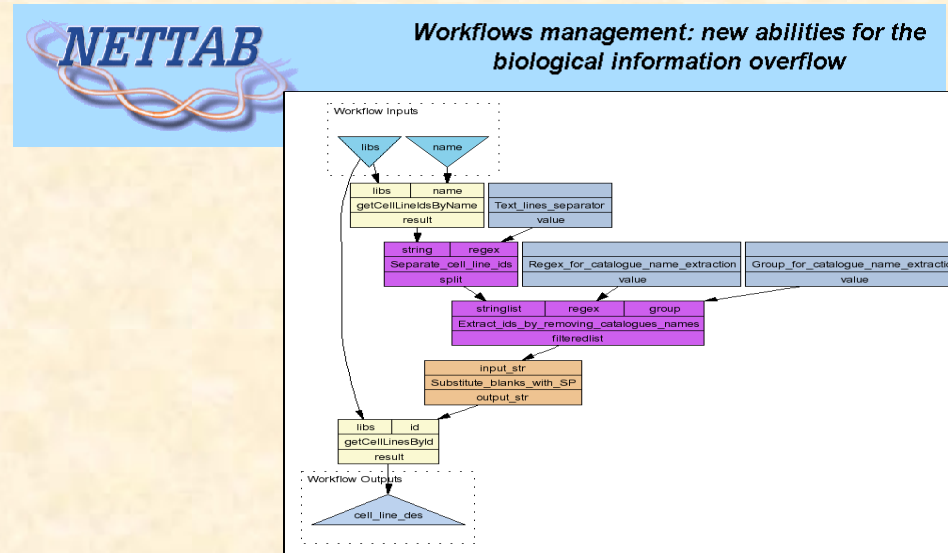 NETTAB
Workflows management: new abilities for the
biological information overflow
Workflow Inputs
libs name
libs name
getCellLineIdsByName
result
Text_lines_separator
value
string regex
Separate_cell_line_ids
split
Regex_for_catalogue_name_extraction
value
Group_for_catalogue_name_extractio
value
stringlist regex group
Extract_ids_by_removing_catalogues_names
filteredlist
input_str
Substitute_blanks_with_SP
output_str
libs id
getCellLinesById
result
Workflow Outputs
cell_line_des